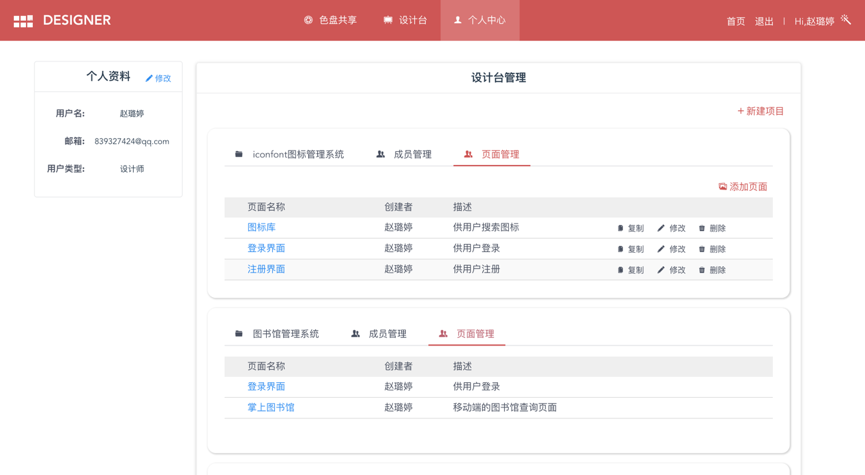 DESIGNER 色盘共享 设计台 个人中心 首页 退出 | Hi,赵璐婷
个人资料 修改
用户名: 赵璐婷
邮箱: 839327424@qq.com
用户类型: 设计师
设计台管理
+ 新建项目
iconfont图标管理系统 成员管理 页面管理
添加页面
页面名称 创建者 描述
图标库 赵璐婷 供用户搜索图标 复制 修改 删除
登录界面 赵璐婷 供用户登录 复制 修改 删除
注册界面 赵璐婷 供用户注册 复制 修改 删除
图书馆管理系统 成员管理 页面管理
页面名称 创建者 描述
登录界面 赵璐婷 供用户登录
掌上图书馆 赵璐婷 移动端的图书馆查询页面